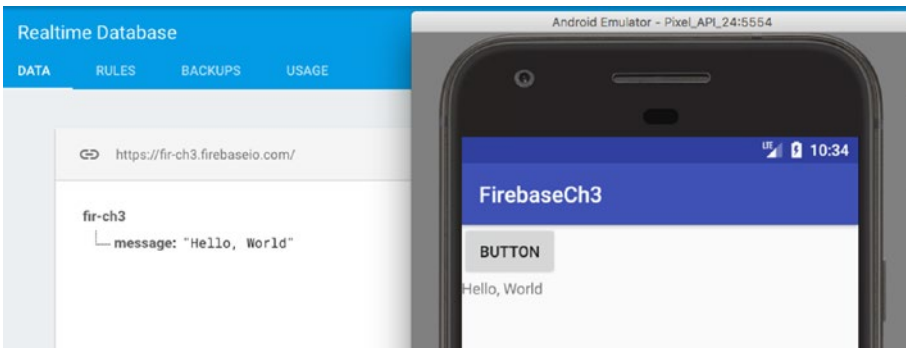 Realtime Database
DATA RULES BACKUPS USAGE
https://fir-ch3.firebaseio.com/
fir-ch3
message: "Hello, World"
Android Emulator - Pixel_API_24:5554
LTE 10:34
FirebaseCh3
BUTTON
Hello, World